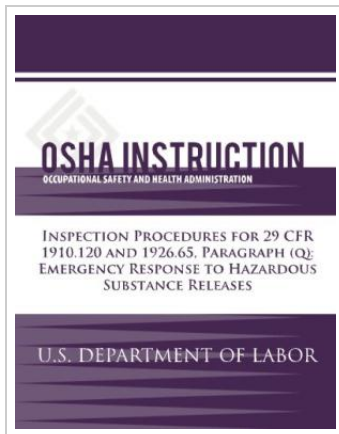 OSHA INSTRUCTION
OCCUPATIONAL SAFETY AND HEALTH ADMINISTRATION
INSPECTION PROCEDURES FOR 29 CFR
1910.120 AND 1926.65, PARAGRAPH (Q):
EMERGENCY RESPONSE TO HAZARDOUS
SUBSTANCE RELEASES
U.S. DEPARTMENT OF LABOR